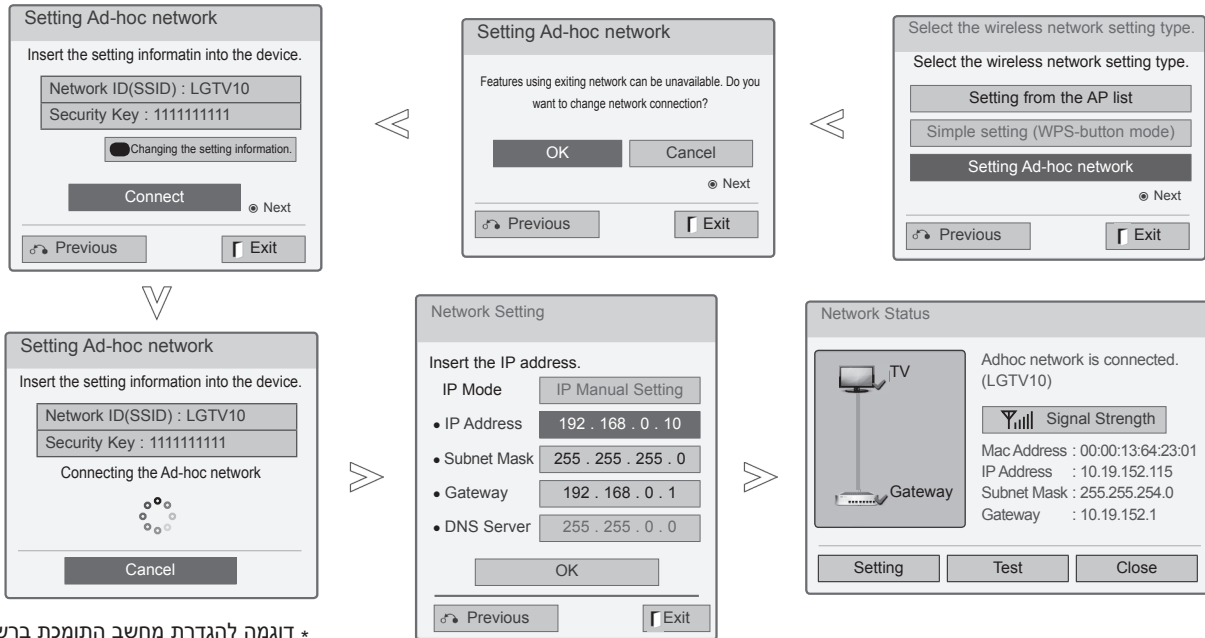 Select the wireless network setting type.
Select the wireless network setting type.
Setting from the AP list
Simple setting (WPS-button mode)
Setting Ad-hoc network
Next
Previous
Exit
Setting Ad-hoc network
Features using exiting network can be unavailable. Do you
want to change network connection?
OK
Cancel
Next
Previous
Exit
Setting Ad-hoc network
Insert the setting informatin into the device.
Network ID(SSID) : LGTV10
Security Key : 1111111111
Changing the setting information.
Connect
Next
Previous
Exit
Setting Ad-hoc network
Insert the setting information into the device.
Network ID(SSID) : LGTV10
Security Key : 1111111111
Connecting the Ad-hoc network
Cancel
Network Setting
Insert the IP address.
IP Mode IP Manual Setting
• IP Address 192 . 168 . 0 . 10
• Subnet Mask 255 . 255 . 255 . 0
• Gateway 192 . 168 . 0 . 1
• DNS Server 255 . 255 . 0 . 0
OK
Previous
Exit
Network Status
TV
Gateway
Adhoc network is connected.
(LGTV10)
Signal Strength
Mac Address : 00:00:13:64:23:01
IP Address : 10.19.152.115
Subnet Mask : 255.255.254.0
Gateway : 10.19.152.1
Setting
Test
Close
* דוגמה להגדרת מחשב התומכת